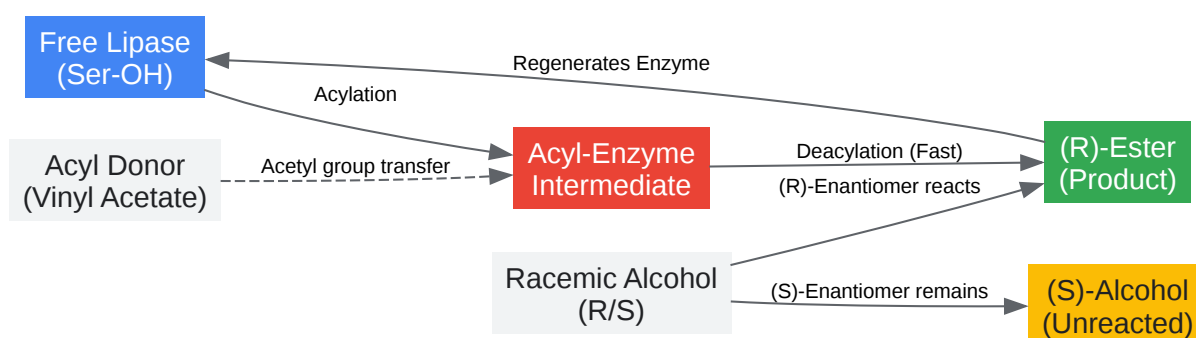 Free Lipase
(Ser-OH)
Regenerates Enzyme
Acylation
Acyl Donor
(Vinyl Acetate)
Acetyl group transfer
Acyl-Enzyme
Intermediate
Deacylation (Fast)
(R)-Enantiomer reacts
(R)-Ester
(Product)
Racemic Alcohol
(R/S)
(S)-Enantiomer remains
(S)-Alcohol
(Unreacted)